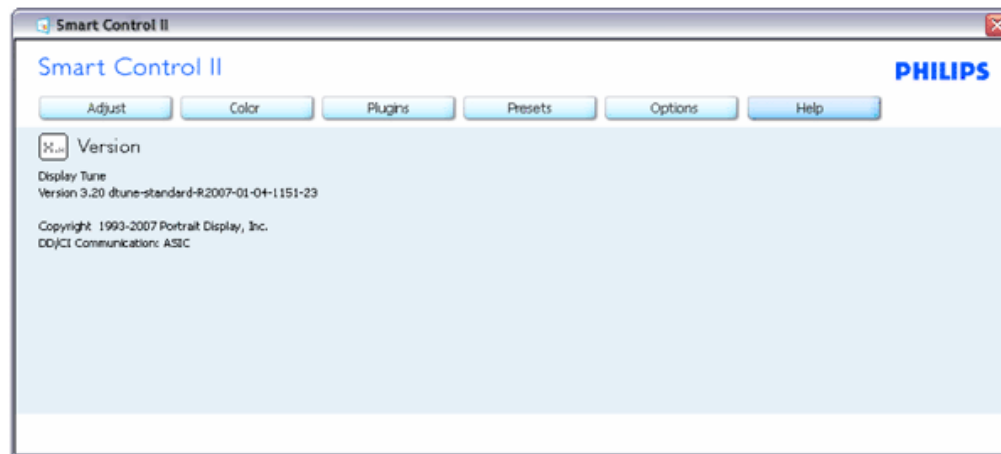 Smart Control II
Smart Control II
PHILIPS
Adjust Color Plugins Presets Options Help
Version
Display Tune
Version 3.20 dtune-standard-R2007-01-04-1151-23
Copyright 1993-2007 Portrait Display, Inc.
DD/CI Communication: ASIC